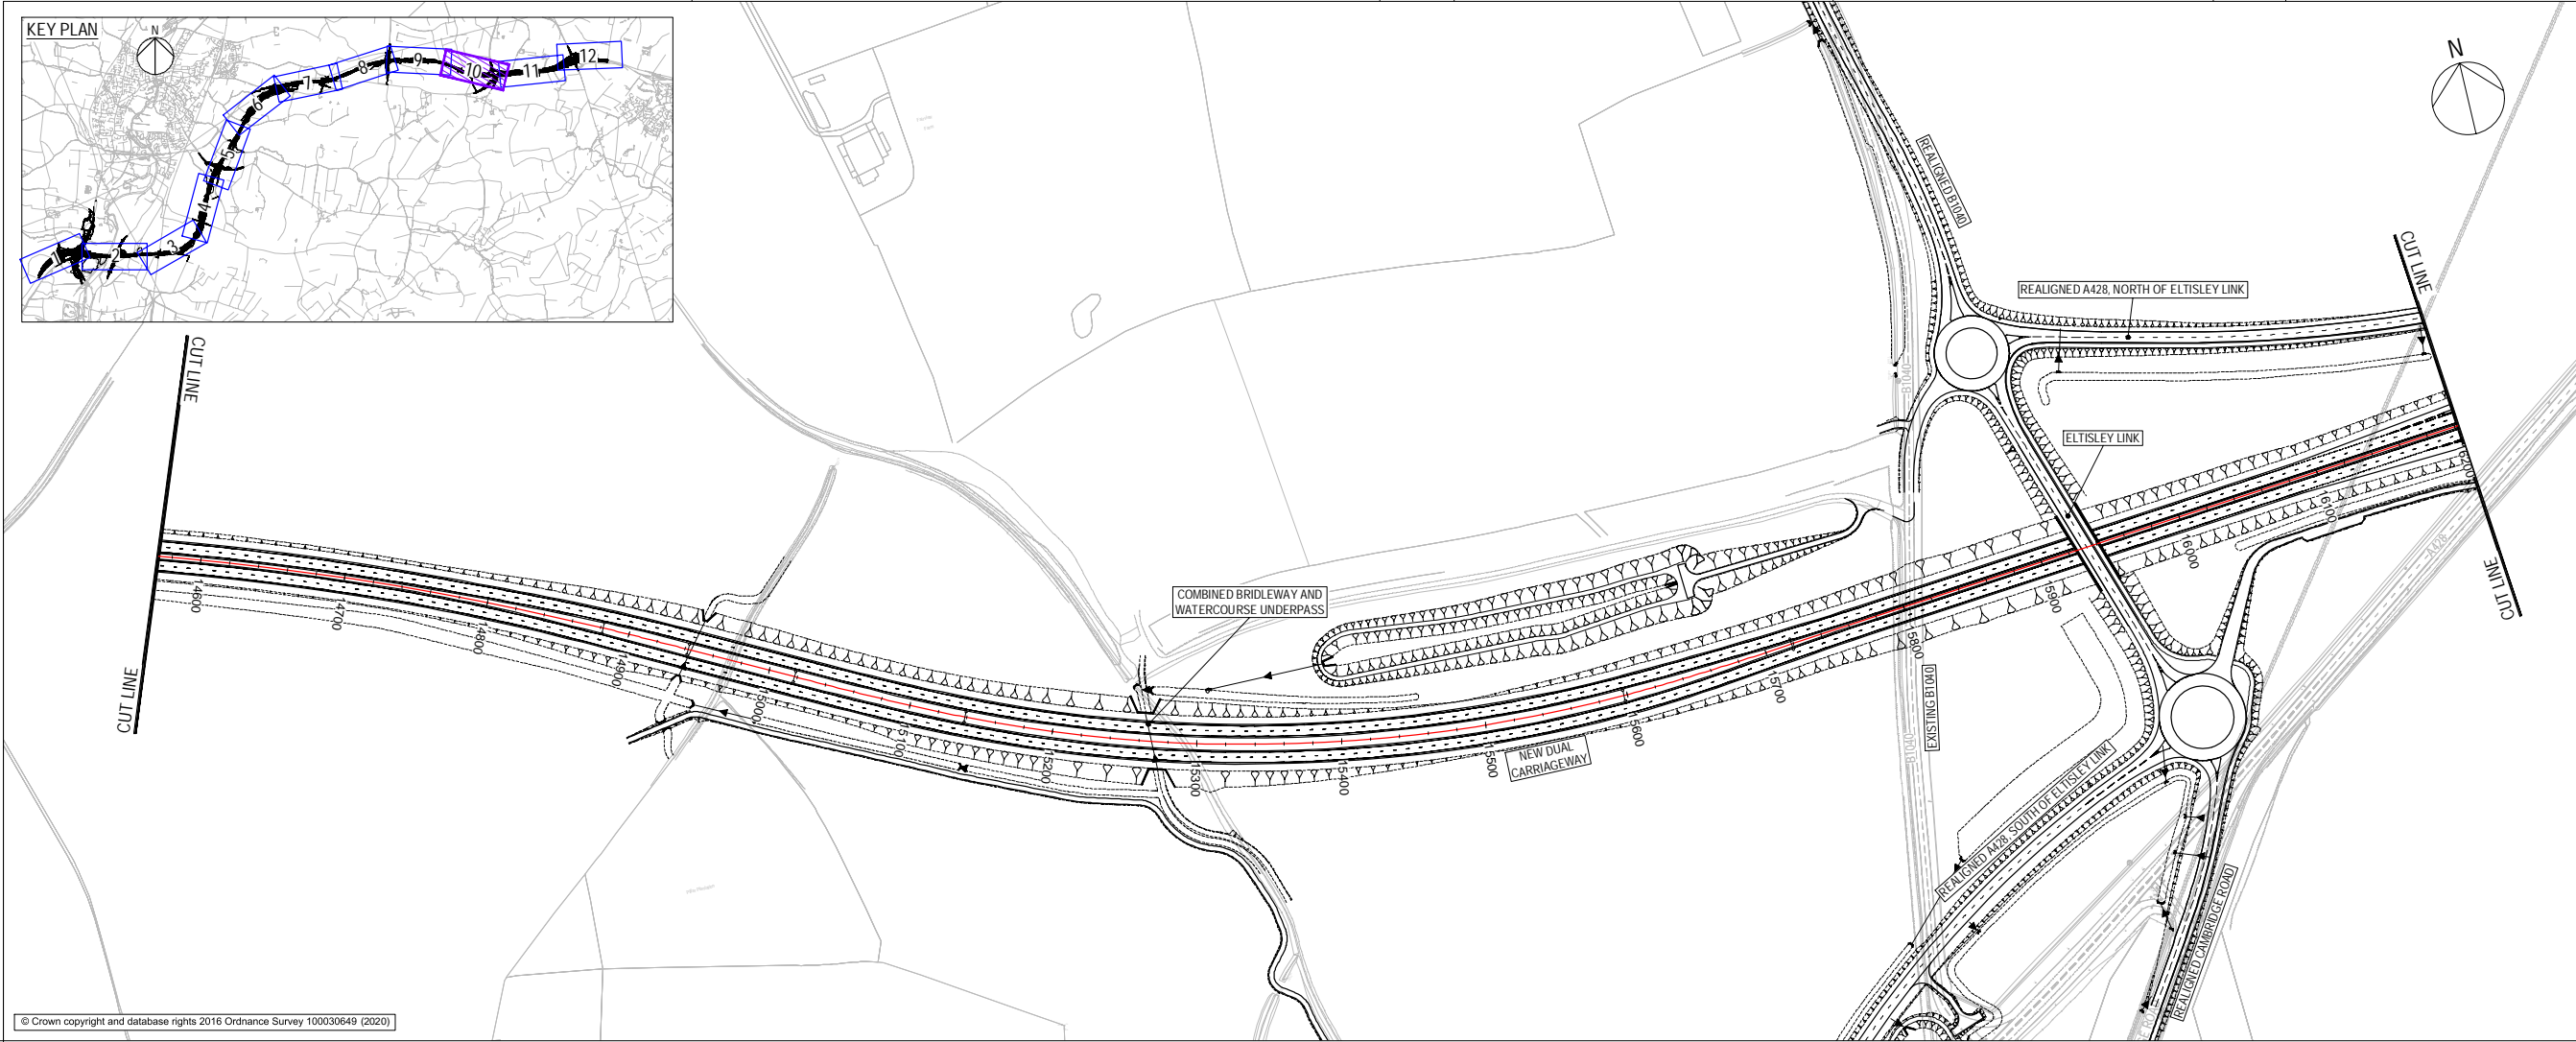 KEY PLAN
N
1
2
3
4
5
6
7
8
9
10
11
12
N
CUT LINE
CUT LINE
CUT LINE
CUT LINE
REALIGNED B1040
REALIGNED A428, NORTH OF ELTISLEY LINK
B1040
ELTISLEY LINK
COMBINED BRIDLEWAY AND
WATERCOURSE UNDERPASS
14600
14700
14800
14900
15000
15100
15200
15300
15400
15500
15600
15700
15800
15900
16000
16100
16200
NEW DUAL
CARRIAGEWAY
EXISTING B1040
B1040
A428
REALIGNED A428, SOUTH OF ELTISLEY LINK
REALIGNED CAMBRIDGE ROAD
© Crown copyright and database rights 2016 Ordnance Survey 100030649 (2020)